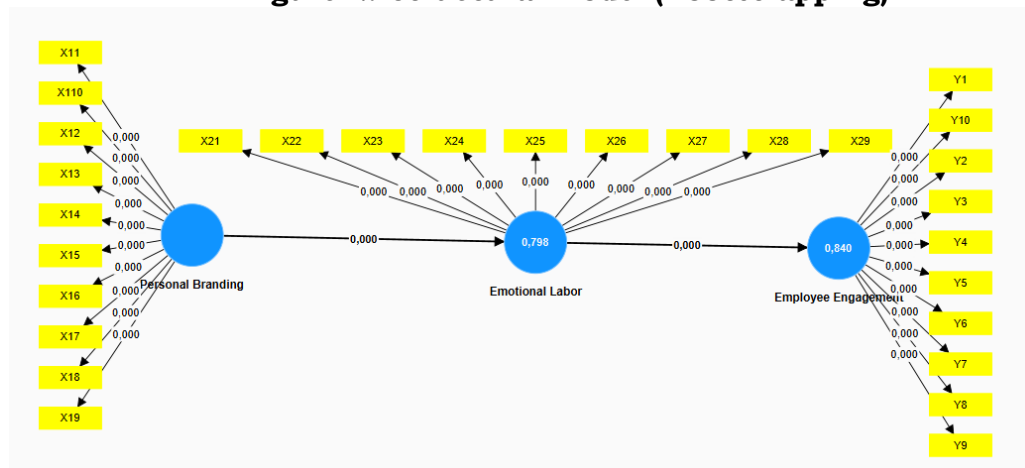 Model (Bootstrapping)
X11
X110
X12
X13
X14
X15
X16
X17
X18
X19
0,000
0,000
0,000
0,000
0,000
0,000
0,000
0,000
0,000
0,000
Personal Branding
0,000
X21
X22
X23
X24
X25
X26
X27
X28
X29
0,000
0,000
0,000
0,000
0,000
0,000
0,000
0,000
0,000
0,798
Emotional Labor
0,000
0,840
Employee Engagement
0,000
0,000
0,000
0,000
0,000
0,000
0,000
0,000
0,000
0,000
Y1
Y10
Y2
Y3
Y4
Y5
Y6
Y7
Y8
Y9